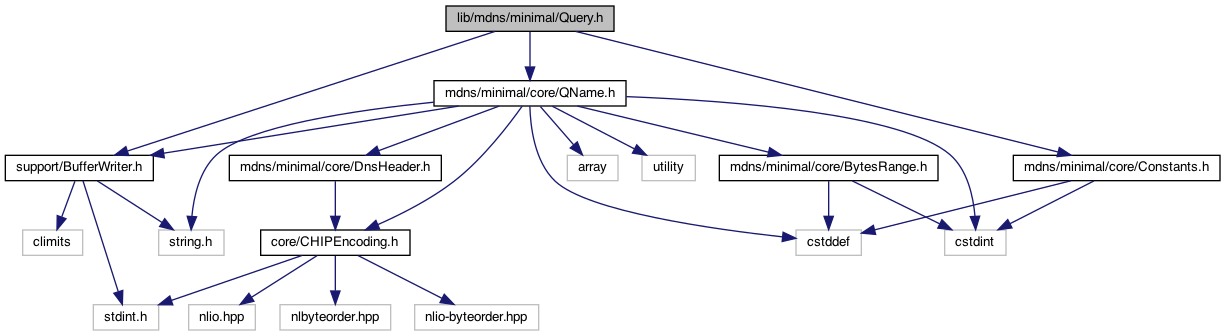 lib/mdns/minimal/Query.h
mdns/minimal/core/QName.h
support/BufferWriter.h
mdns/minimal/core/DnsHeader.h
array
utility
mdns/minimal/core/BytesRange.h
mdns/minimal/core/Constants.h
climits
string.h
core/CHIPEncoding.h
cstddef
cstdint
stdint.h
nlio.hpp
nlbyteorder.hpp
nlio-byteorder.hpp